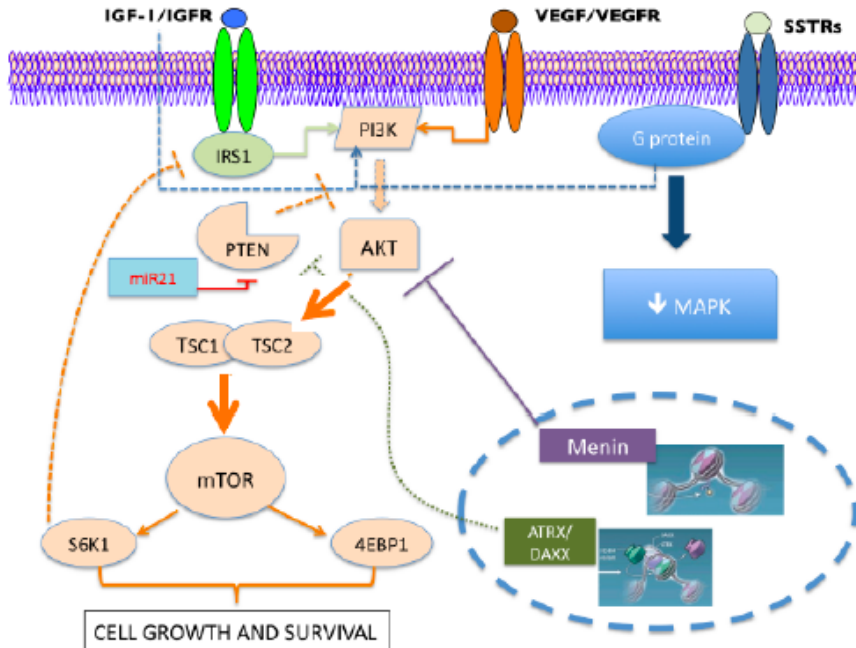 IGF-1/IGFR
VEGF/VEGFR
SSTRs
PI3K
IRS1
G protein
PTEN
AKT
miR21
MAPK
TSC1
TSC2
Menin
mTOR
ATRX/
DAXX
S6K1
4EBP1
CELL GROWTH AND SURVIVAL